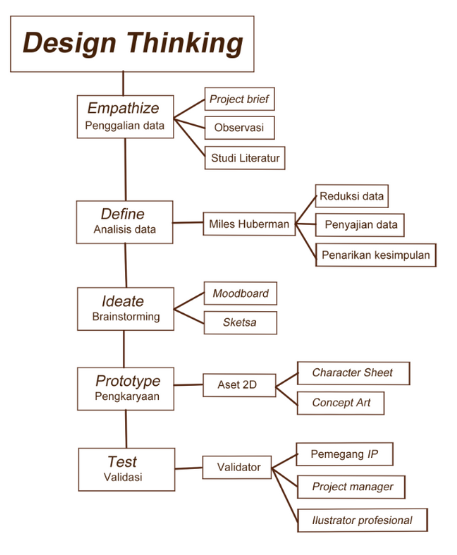 Design Thinking
Empathize
Penggalian data
Project brief
Observasi
Studi Literatur
Define
Analisis data
Miles Huberman
Reduksi data
Penyajian data
Penarikan kesimpulan
Ideate
Brainstorming
Moodboard
Sketsa
Prototype
Pengkaryaan
Aset 2D
Character Sheet
Concept Art
Test
Validasi
Validator
Pemegang IP
Project manager
Ilustrator profesional